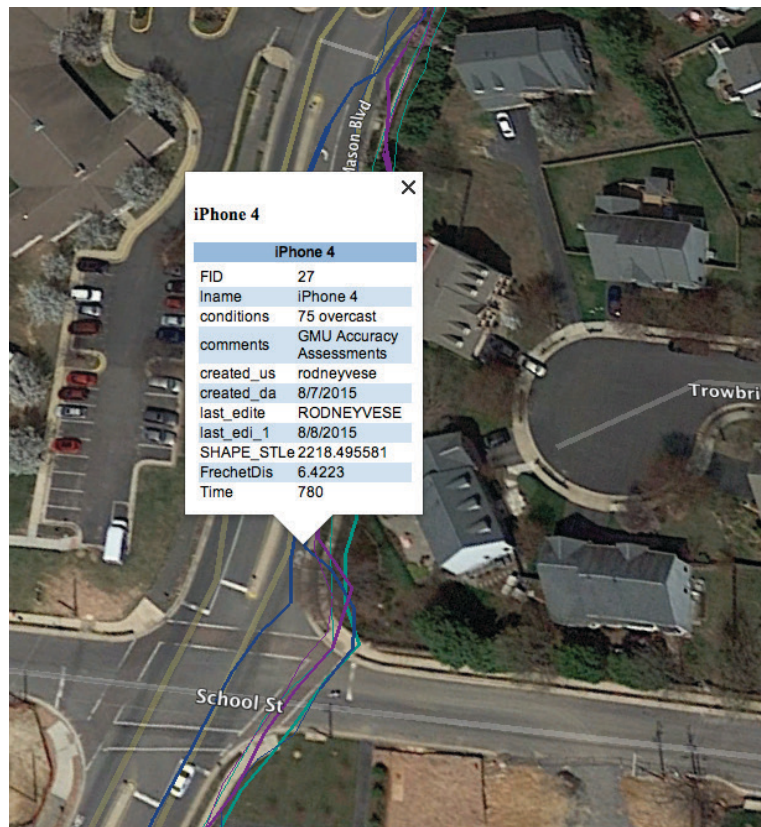 Mason Blvd
×
iPhone 4
iPhone 4
FID 27
lname iPhone 4
conditions 75 overcast
comments GMU Accuracy
Assessments
created_us rodneyvese
created_da 8/7/2015
last_edite RODNEYVESE
last_edi_1 8/8/2015
SHAPE_STLe 2218.495581
FrechetDis 6.4223
Time 780
Trowbri
School St